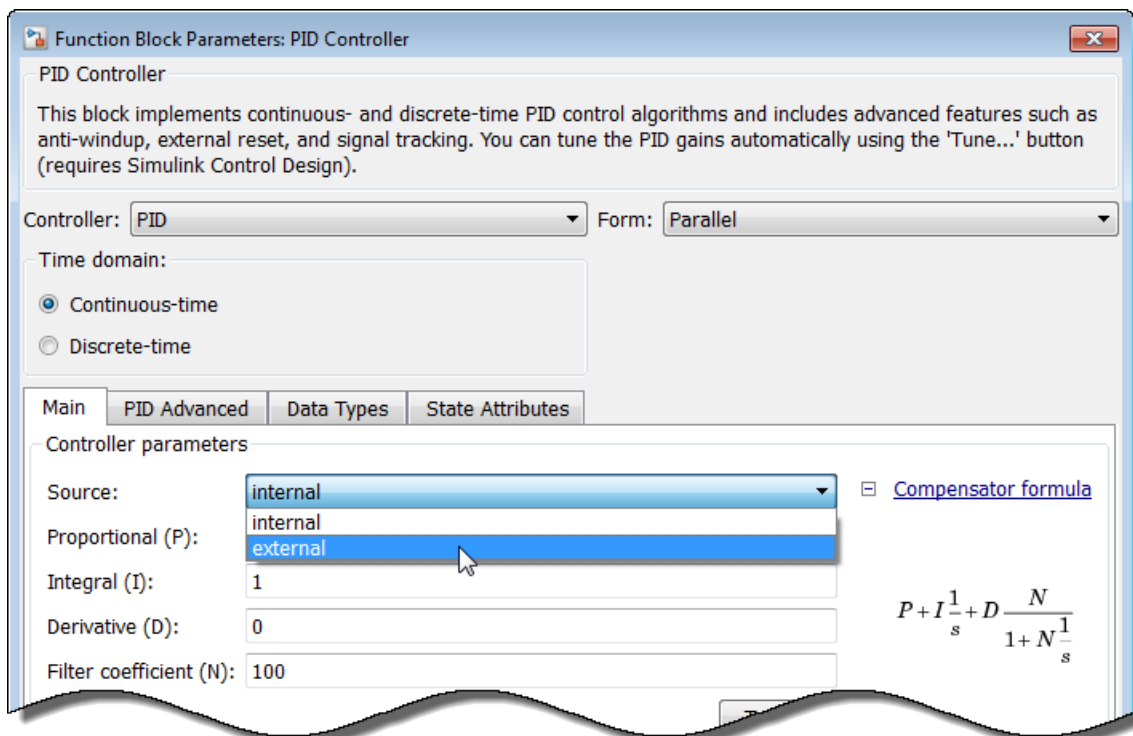 Function Block Parameters: PID Controller
PID Controller
This block implements continuous- and discrete-time PID control algorithms and includes advanced features such as
anti-windup, external reset, and signal tracking. You can tune the PID gains automatically using the 'Tune...' button
(requires Simulink Control Design).
Controller: PID Form: Parallel
Time domain:
Continuous-time
Discrete-time
Main PID Advanced Data Types State Attributes
Controller parameters
Source: internal Compensator formula
internal
Proportional (P):
external
Integral (I): 1
Derivative (D): 0
P + I 1/s + D N/(1 + N 1/s)
Filter coefficient (N): 100